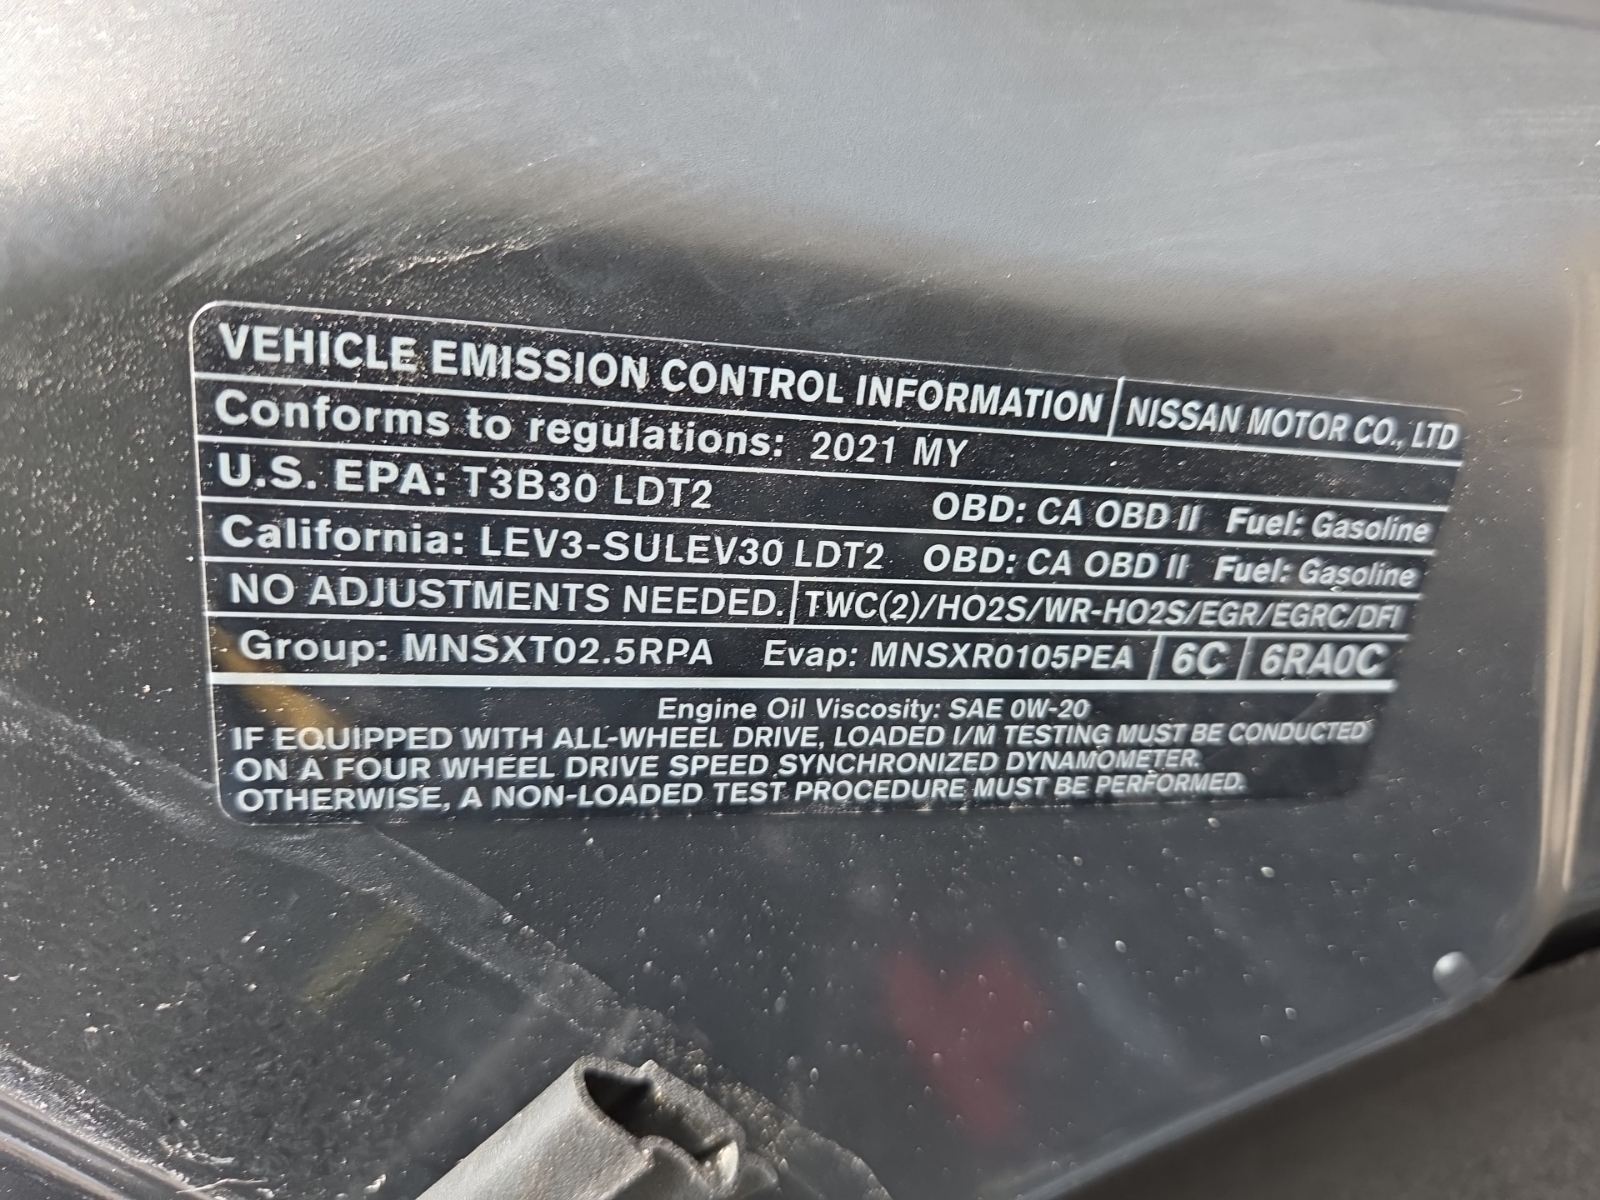 VEHICLE EMISSION CONTROL INFORMATION NISSAN MOTOR CO., LTD
Conforms to regulations: 2021 MY
U.S. EPA: T3B30 LDT2 OBD: CA OBD II Fuel: Gasoline
California: LEV3-SULEV30 LDT2 OBD: CA OBD II Fuel: Gasoline
NO ADJUSTMENTS NEEDED. TWC(2)/HO2S/WR-HO2S/EGR/EGRC/DFI
Group: MNSXT02.5RPA Evap: MNSXR0105PEA 6C 6RA0C
Engine Oil Viscosity: SAE 0W-20
IF EQUIPPED WITH ALL-WHEEL DRIVE, LOADED I/M TESTING MUST BE CONDUCTED
ON A FOUR WHEEL DRIVE SPEED SYNCHRONIZED DYNAMOMETER.
OTHERWISE, A NON-LOADED TEST PROCEDURE MUST BE PERFORMED.